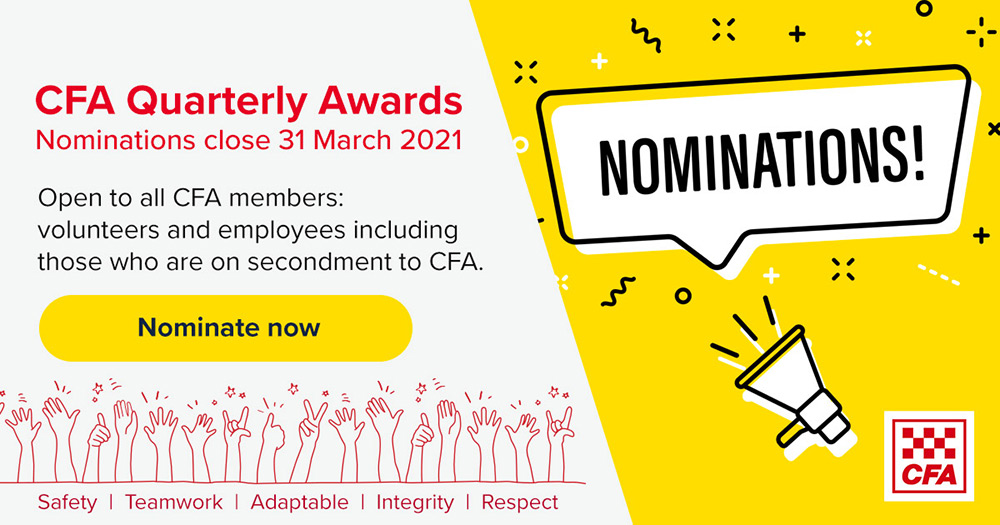 CFA Quarterly Awards
Nominations close 31 March 2021
Open to all CFA members:
volunteers and employees including
those who are on secondment to CFA.
Nominate now
Safety | Teamwork | Adaptable | Integrity | Respect
NOMINATIONS!
CFA